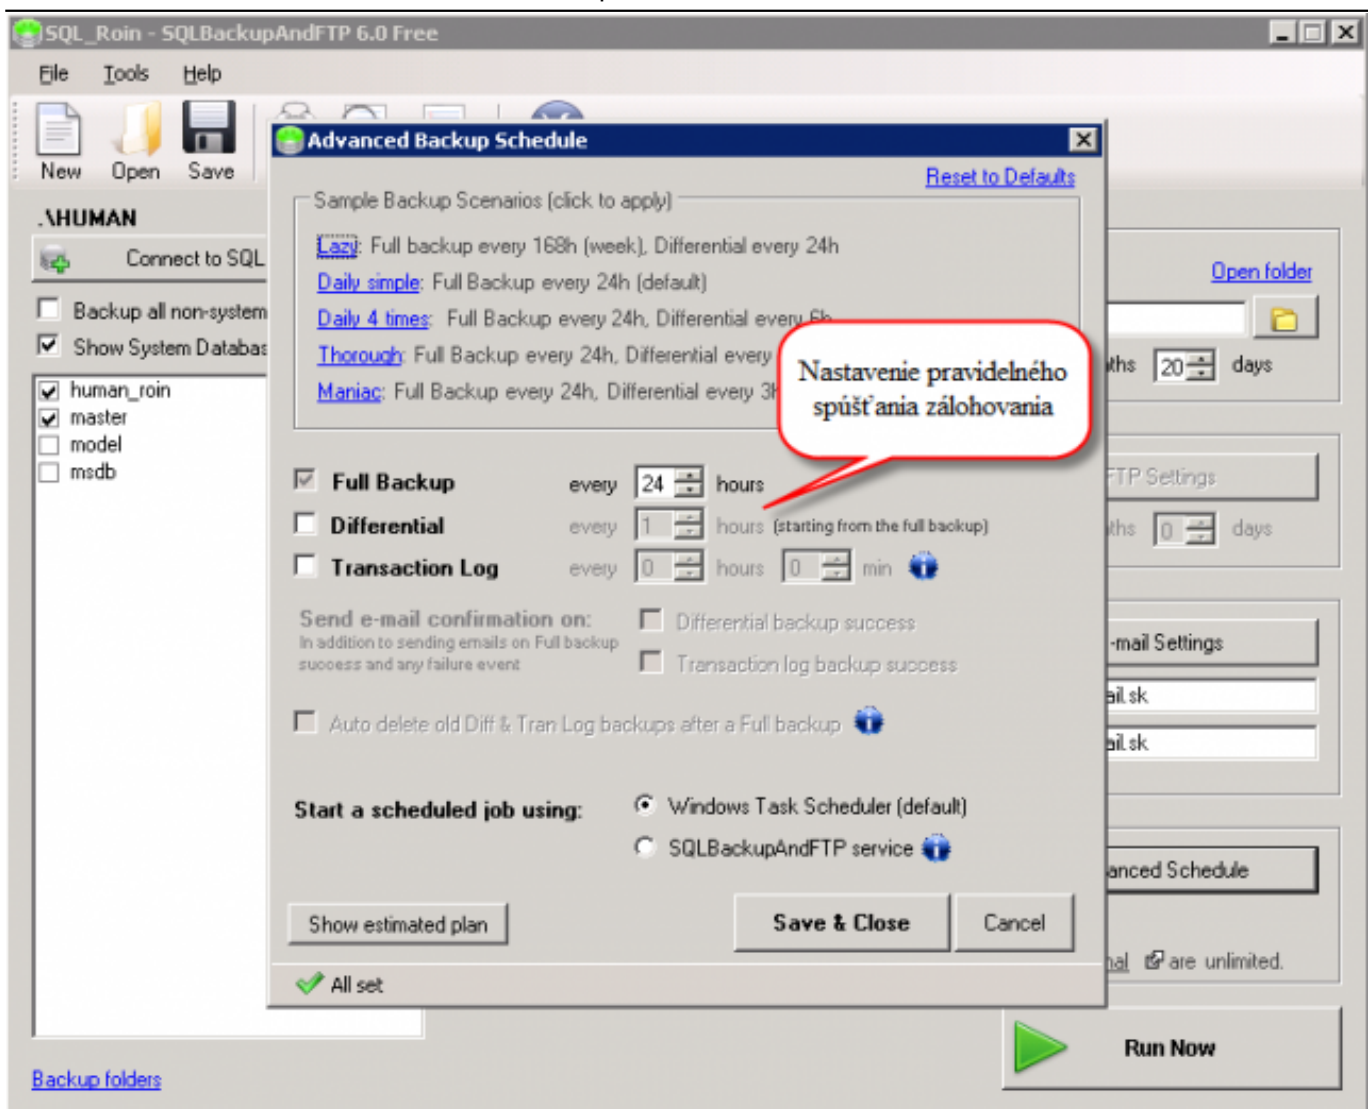 SQL_Roin - SQLBackupAndFTP 6.0 Free
File Tools Help
New Open Save
.\HUMAN
Connect to SQL
Backup all non-system
Show System Databas
human_roin
master
model
msdb
Backup folders
Advanced Backup Schedule
Reset to Defaults
Sample Backup Scenarios (click to apply)
Lazy: Full backup every 168h (week), Differential every 24h
Daily simple: Full Backup every 24h (default)
Daily 4 times: Full Backup every 24h, Differential every 6h
Thorough: Full Backup every 24h, Differential every
Maniac: Full Backup every 24h, Differential every 3h
Nastavenie pravidelného
spúšťania zálohovania
Full Backup every 24 hours
Differential every 1 hours (starting from the full backup)
Transaction Log every 0 hours 0 min
Send e-mail confirmation on:
In addition to sending emails on Full backup
success and any failure event
Differential backup success
Transaction log backup success
Auto delete old Diff & Tran Log backups after a Full backup
Start a scheduled job using:
Windows Task Scheduler (default)
SQLBackupAndFTP service
Show estimated plan
Save & Close
Cancel
All set
Open folder
ths 20 days
FTP Settings
ths 0 days
-mail Settings
ail.sk
ail.sk
anced Schedule
nal are unlimited.
Run Now